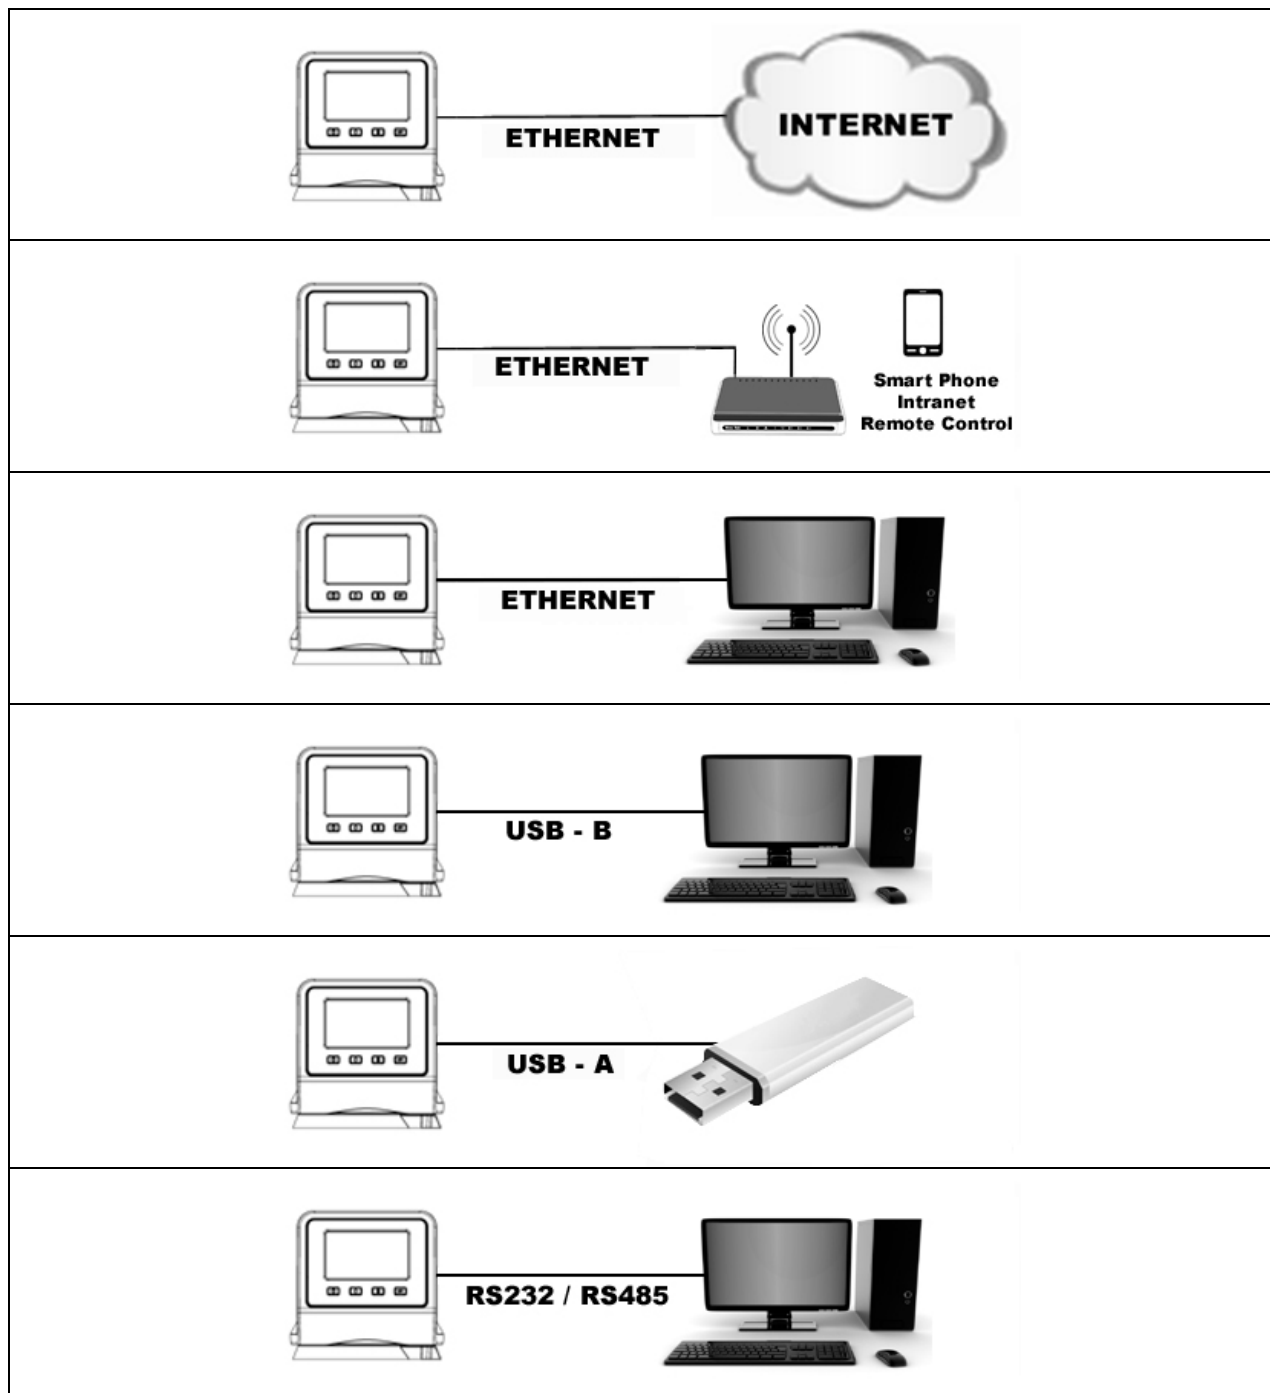 ETHERNET
INTERNET
ETHERNET
Smart Phone
Intranet
Remote Control
ETHERNET
USB - B
USB - A
RS232 / RS485